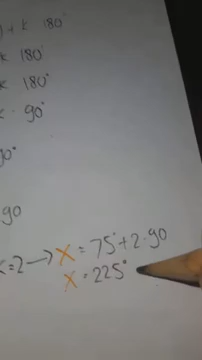 + k 180°
k 180°
k 180°
· 90°
90°
90
k=2 → x = 75° + 2·90
x = 225°